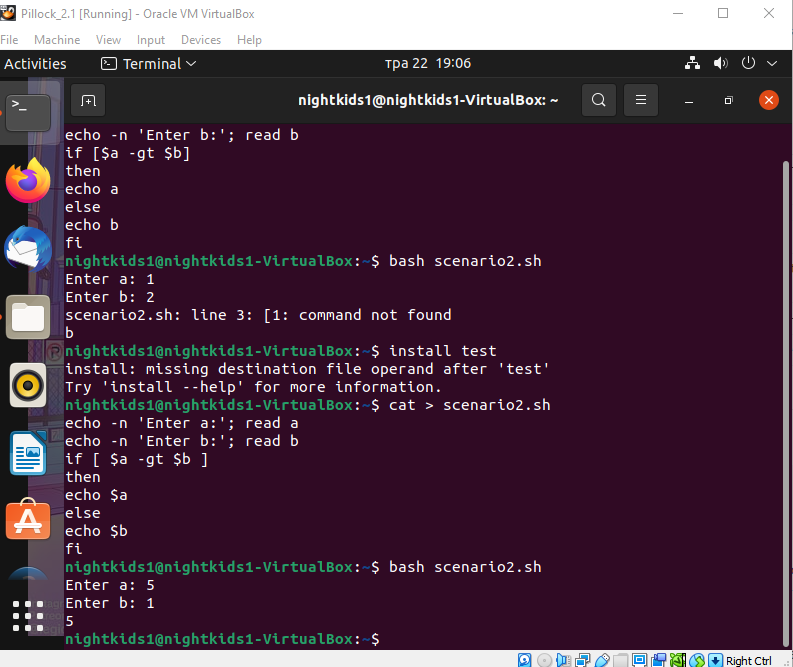 Pillock_2.1 [Running] - Oracle VM VirtualBox
File Machine View Input Devices Help
Activities Terminal тра 22 19:06
nightkids1@nightkids1-VirtualBox: ~
echo -n 'Enter b:'; read b
if [$a -gt $b]
then
echo a
else
echo b
fi
nightkids1@nightkids1-VirtualBox:~$ bash scenario2.sh
Enter a: 1
Enter b: 2
scenario2.sh: line 3: [1: command not found
b
nightkids1@nightkids1-VirtualBox:~$ install test
install: missing destination file operand after 'test'
Try 'install --help' for more information.
nightkids1@nightkids1-VirtualBox:~$ cat > scenario2.sh
echo -n 'Enter a:'; read a
echo -n 'Enter b:'; read b
if [ $a -gt $b ]
then
echo $a
else
echo $b
fi
nightkids1@nightkids1-VirtualBox:~$ bash scenario2.sh
Enter a: 5
Enter b: 1
5
nightkids1@nightkids1-VirtualBox:~$
Right Ctrl